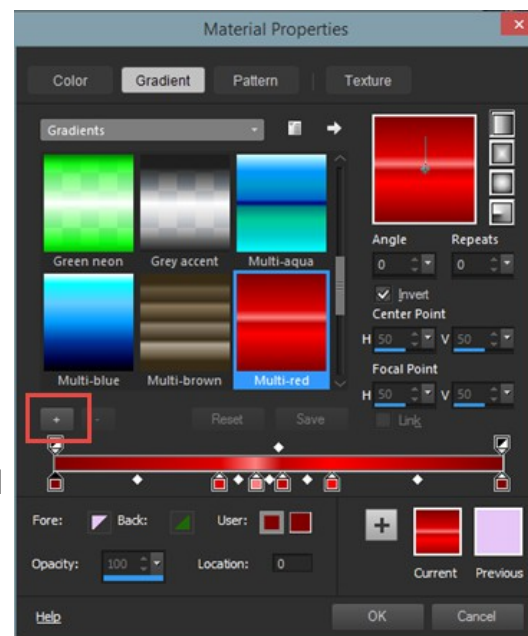 Material Properties
Color Gradient Pattern Texture
Gradients
Green neon Grey accent Multi-aqua
Multi-blue Multi-brown Multi-red
Angle Repeats
0 0
Invert
Center Point
H 50 V 50
Focal Point
H 50 V 50
Link
+ - Reset Save
Fore: Back: User:
Opacity: 100 Location: 0
Current Previous
Help OK Cancel